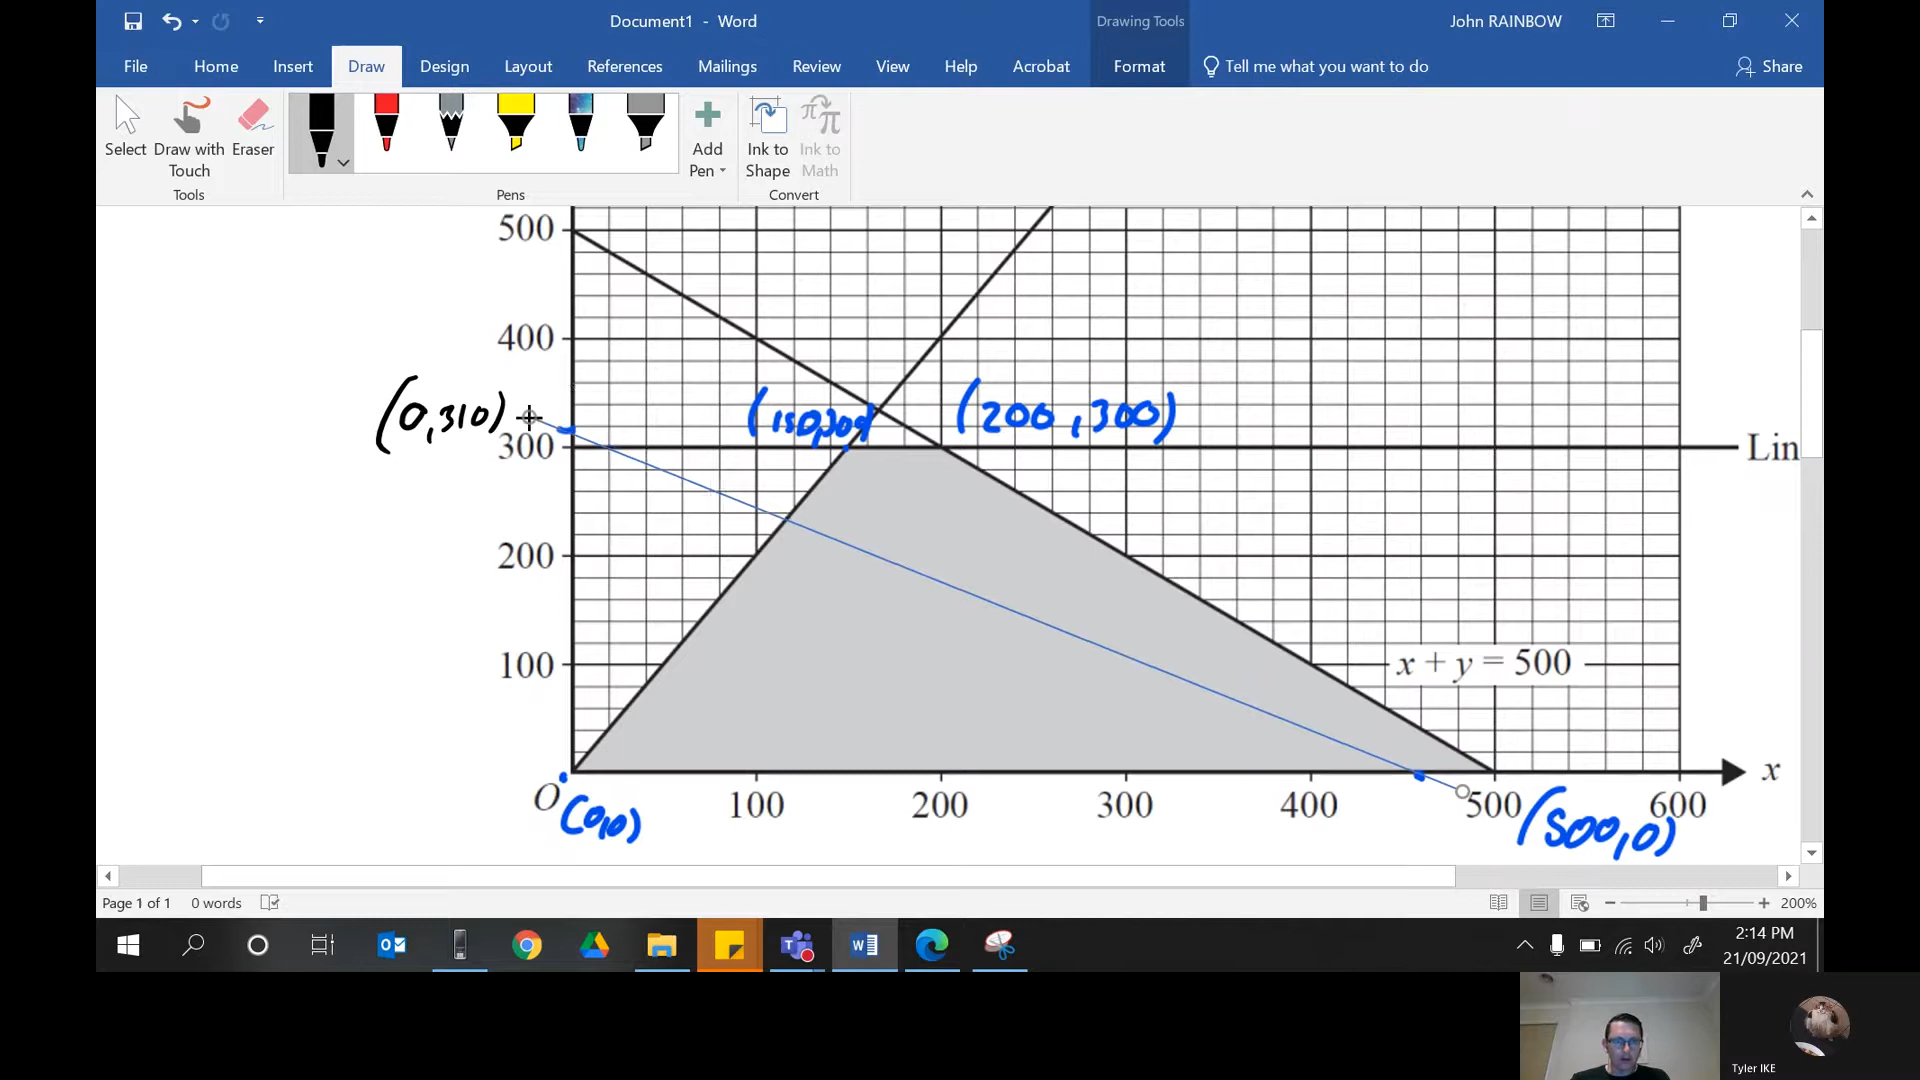 Document1 - Word
Drawing Tools
John RAINBOW
File Home Insert Draw Design Layout References Mailings Review View Help Acrobat Format Tell me what you want to do Share
Select Draw with Touch Eraser Add Pen Ink to Shape Ink to Math
Tools Pens Convert
500
400
(0,310)
(150,300)
(200,300)
300
Lin
200
100
x + y = 500
x
O 100 200 300 400 500 600
(0,0)
(500,0)
Page 1 of 1 0 words
200%
2:14 PM
21/09/2021
Tyler IKE